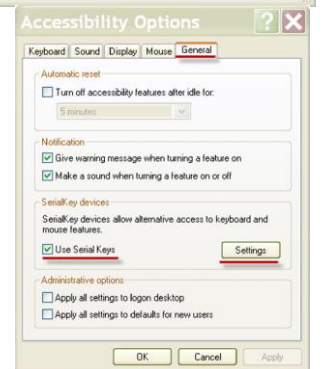 Accessibility Options
Keyboard Sound Display Mouse General
Automatic reset
Turn off accessibility features after idle for:
5 minutes
Notification
Give warning message when turning a feature on
Make a sound when turning a feature on or off
SerialKey devices
SerialKey devices allow alternative access to keyboard and
mouse features.
Use Serial Keys Settings
Administrative options
Apply all settings to logon desktop
Apply all settings to defaults for new users
OK Cancel Apply